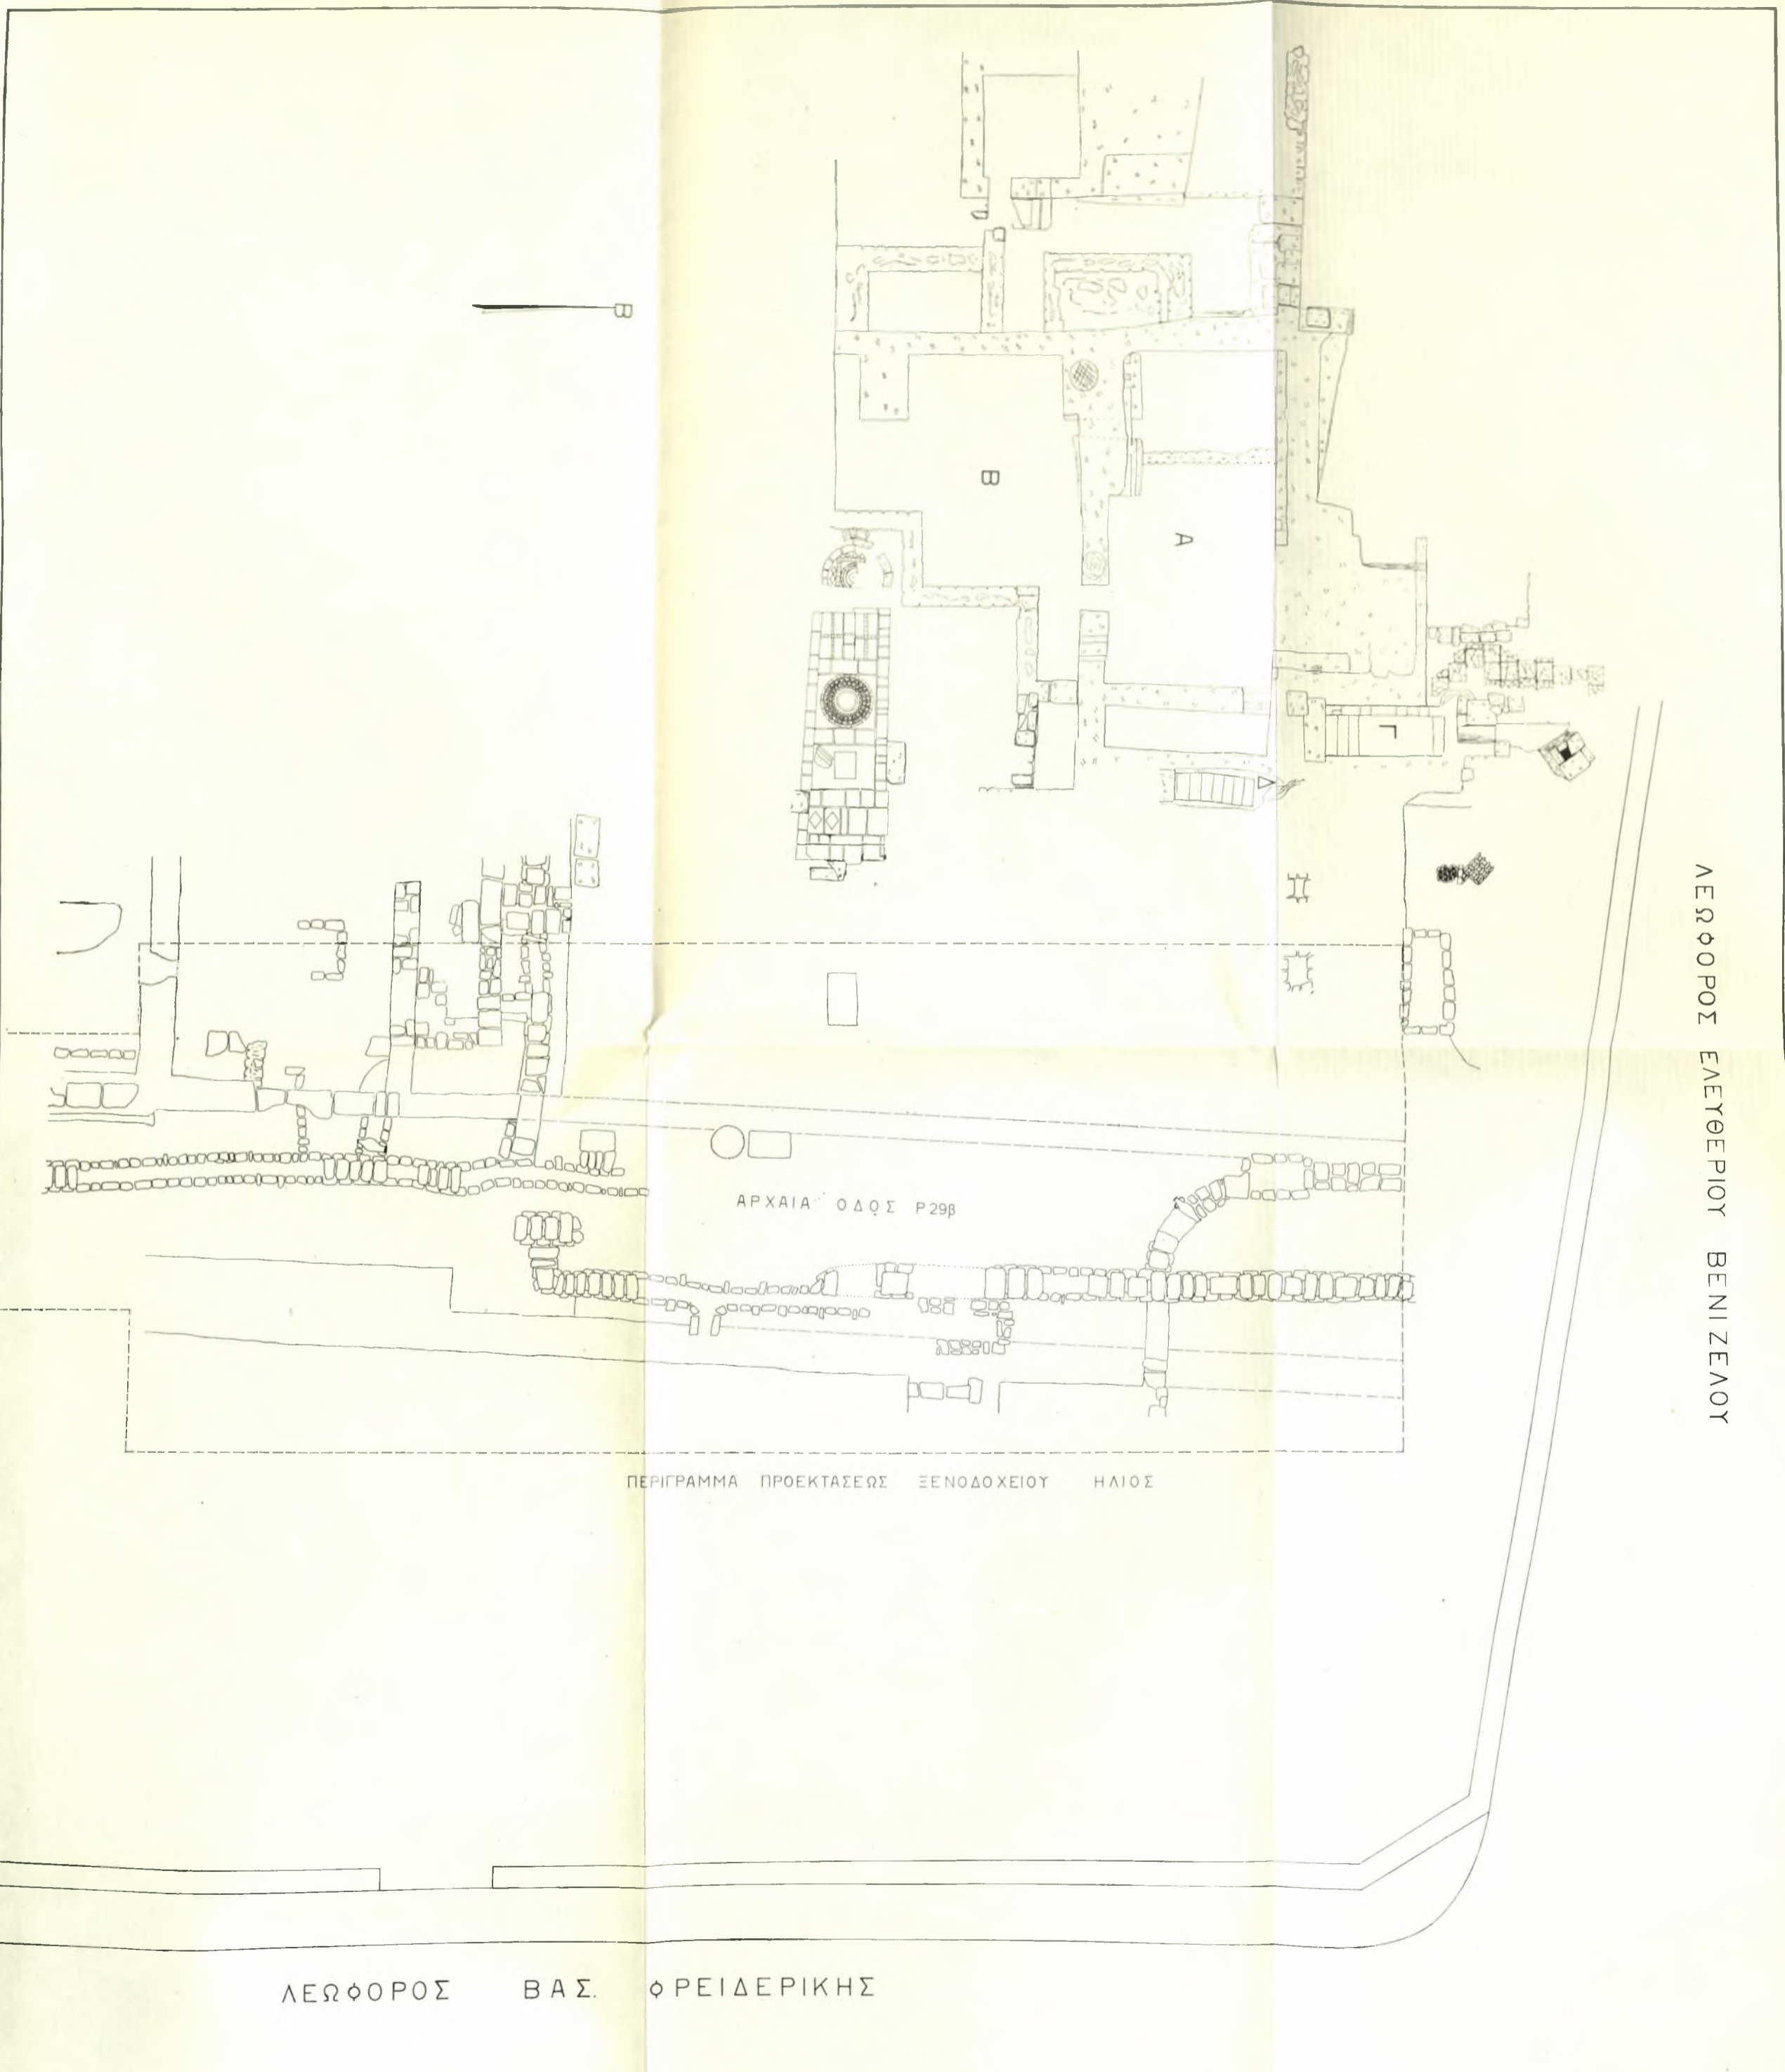 Β
Β
Α
Γ
Δ
ΛΕΩΦΟΡΟΣ ΕΛΕΥΘΕΡΙΟΥ ΒΕΝΙΖΕΛΟΥ
ΑΡΧΑΙΑ ΟΔΟΣ Ρ29β
ΠΕΡΙΓΡΑΜΜΑ ΠΡΟΕΚΤΑΣΕΩΣ ΞΕΝΟΔΟΧΕΙΟΥ ΗΛΙΟΣ
ΛΕΩΦΟΡΟΣ ΒΑΣ. ΦΡΕΙΔΕΡΙΚΗΣ